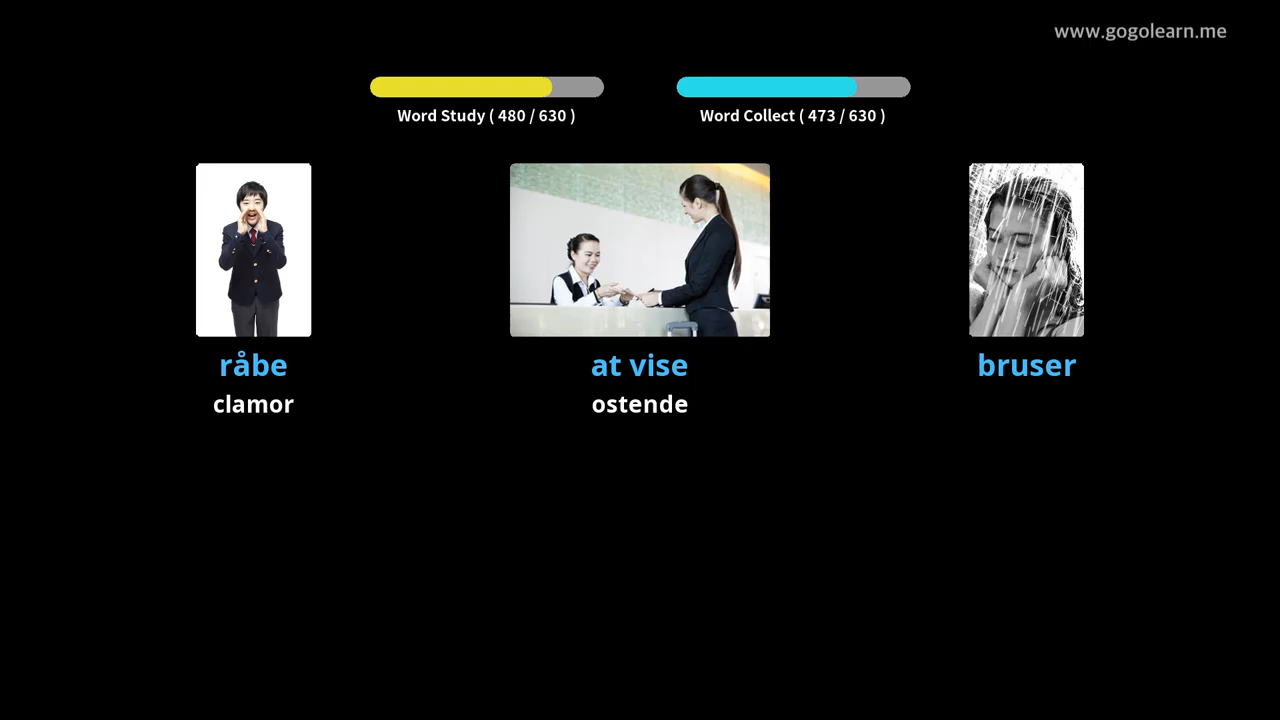 www.gogolearn.me
Word Study ( 480 / 630 )
Word Collect ( 473 / 630 )
råbe
at vise
bruser
clamor
ostende